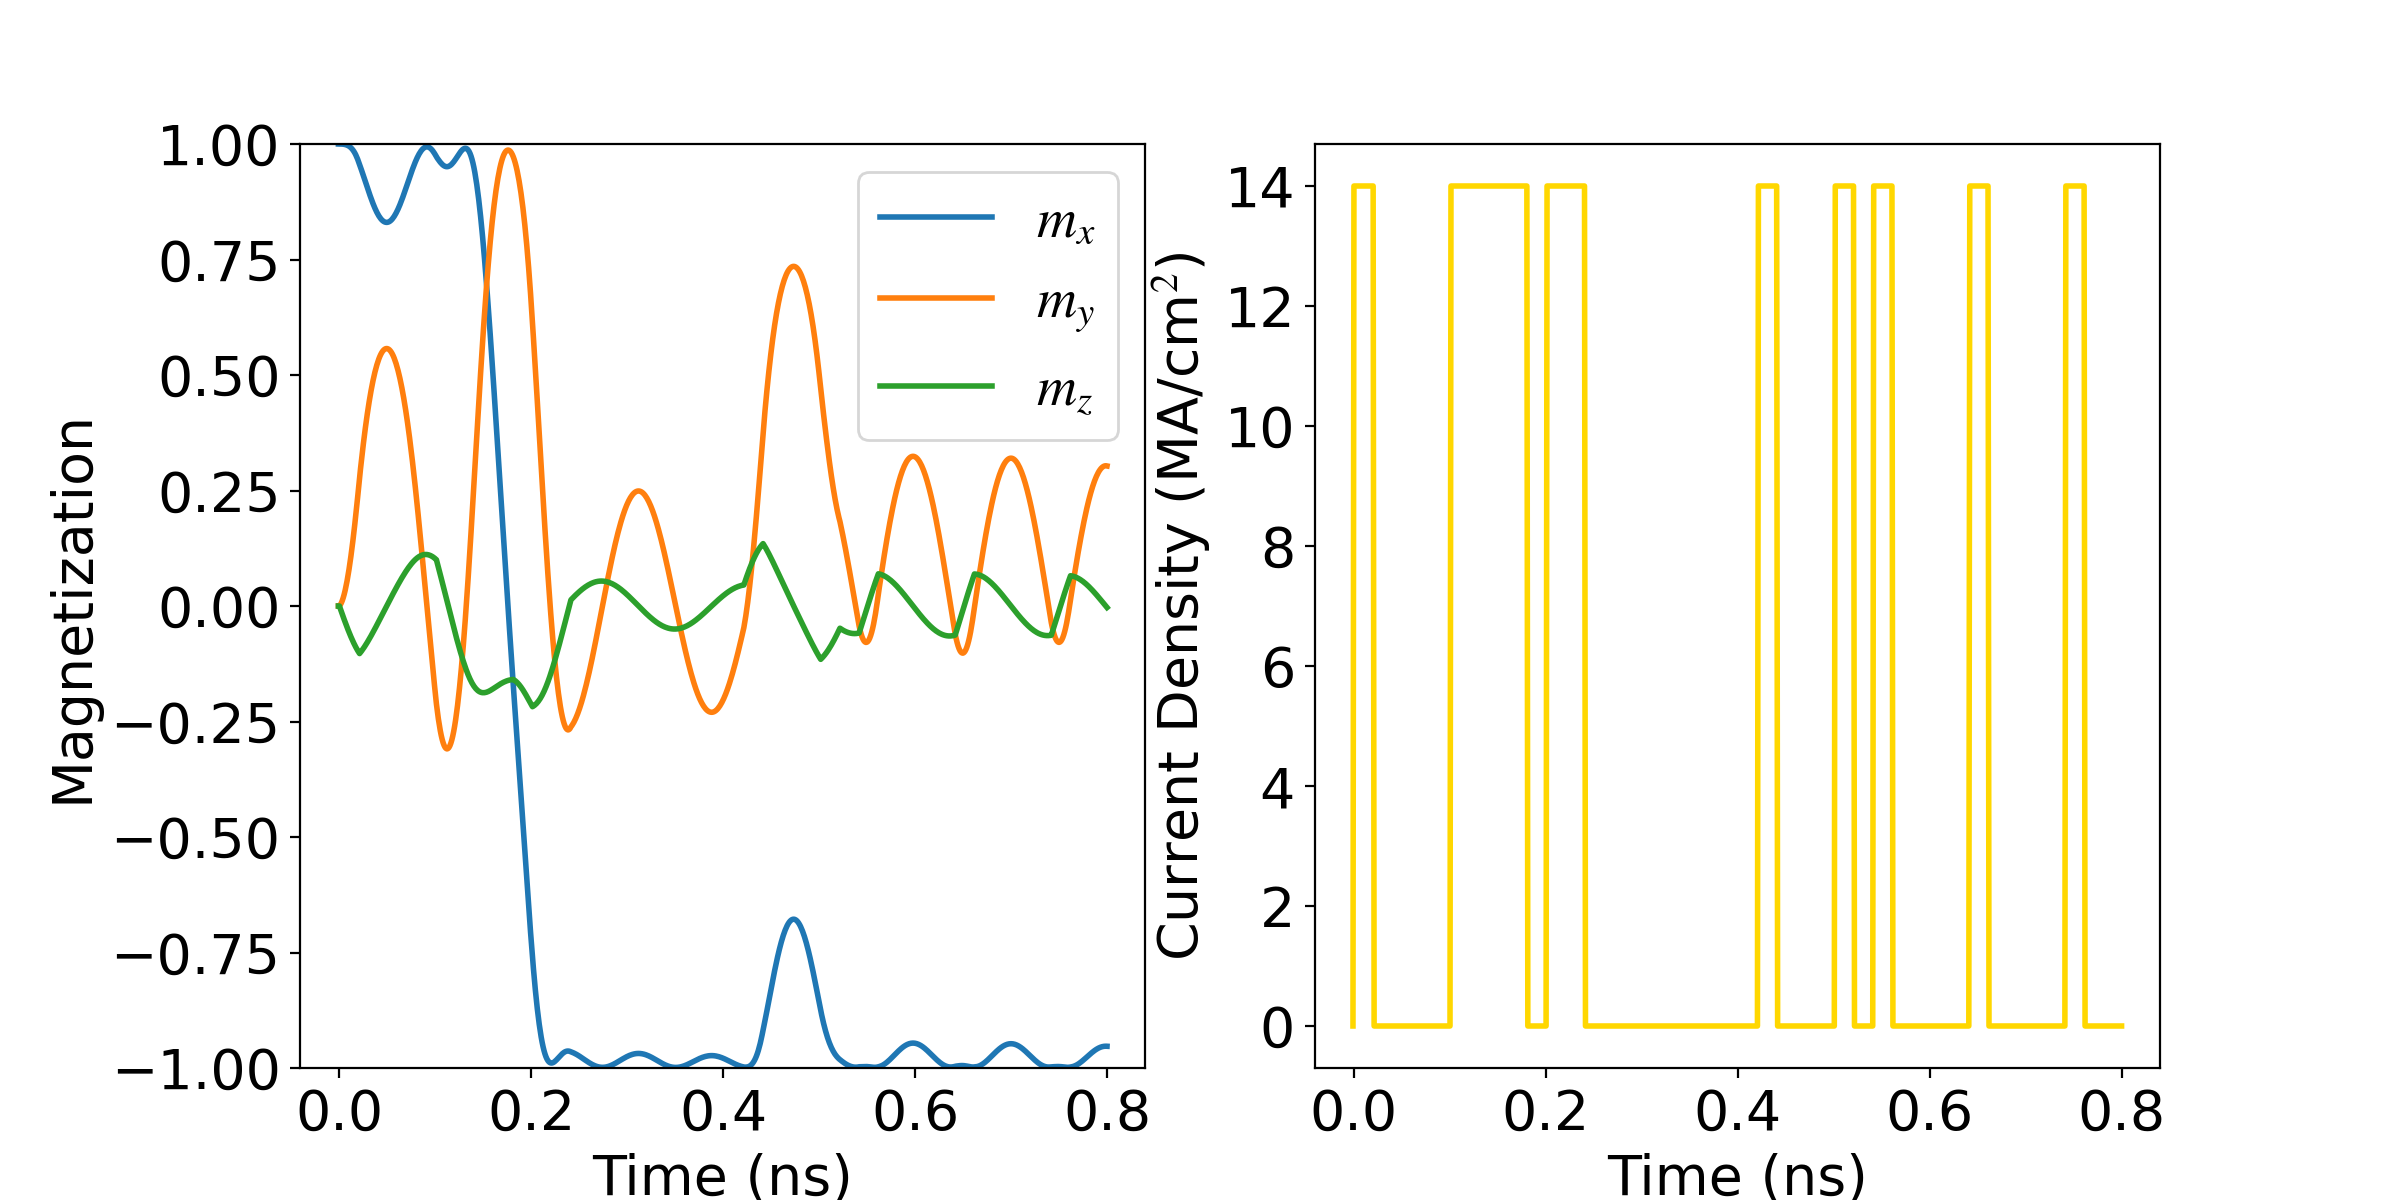 Magnetization
1.00
0.75
0.50
0.25
0.00
−0.25
−0.50
−0.75
−1.00
0.0 0.2 0.4 0.6 0.8
Time (ns)
m_x
m_y
m_z
Current Density (MA/cm²)
14
12
10
8
6
4
2
0
0.0 0.2 0.4 0.6 0.8
Time (ns)